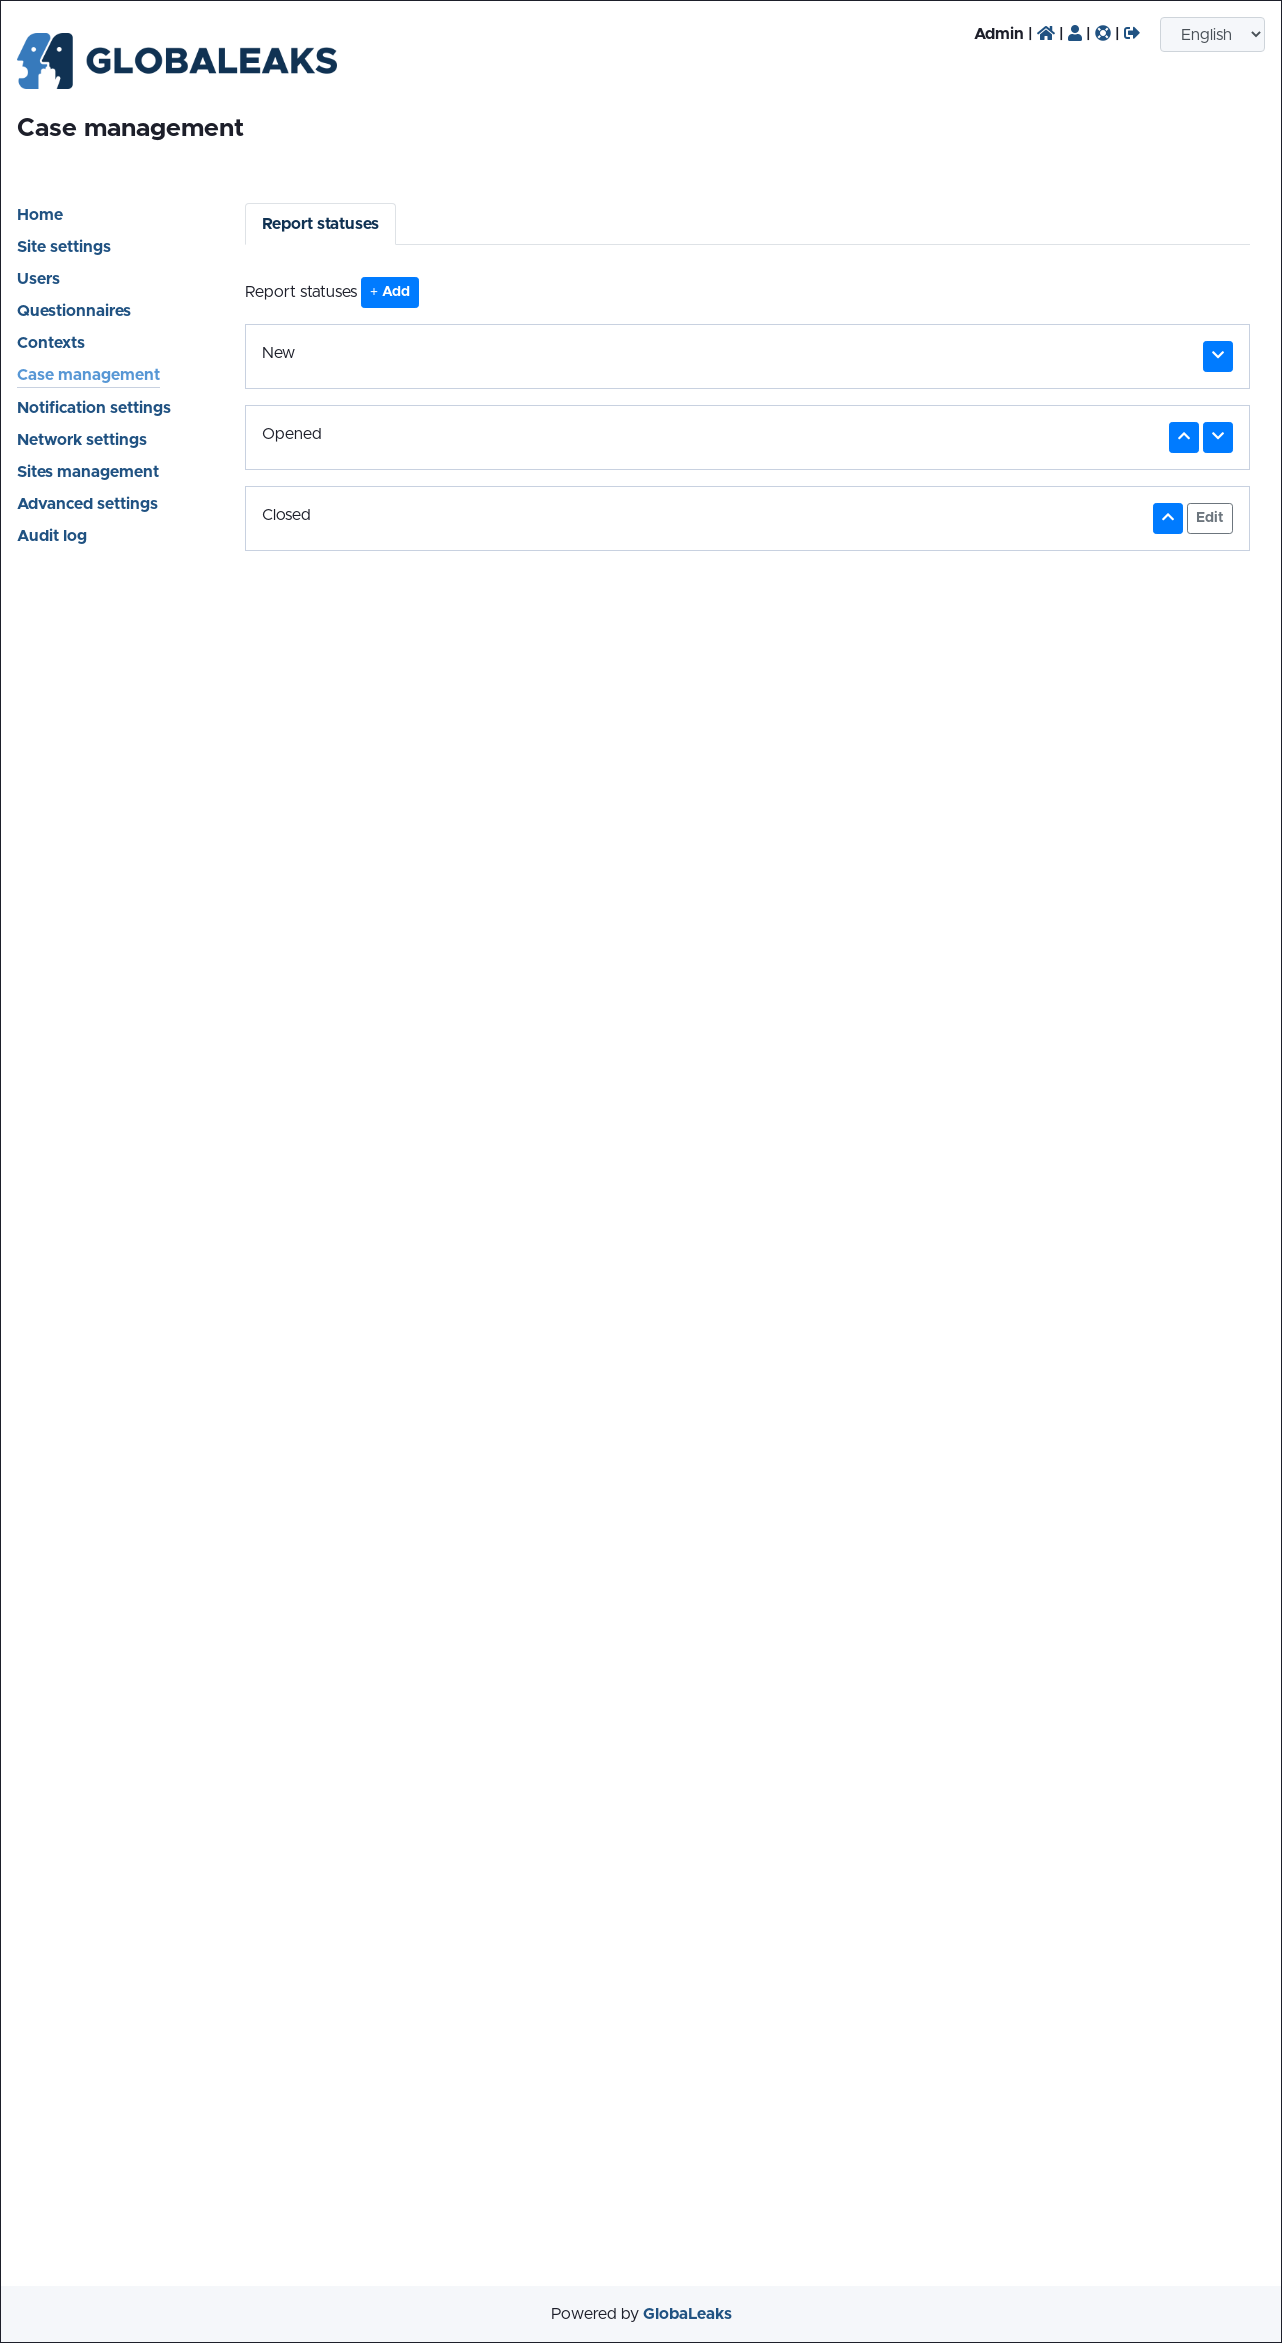 Admin | | | |
English
GLOBALEAKS
Case management
Home
Site settings
Users
Questionnaires
Contexts
Case management
Notification settings
Network settings
Sites management
Advanced settings
Audit log
Report statuses
Report statuses + Add
New
Opened
Closed
Edit
Powered by GlobaLeaks